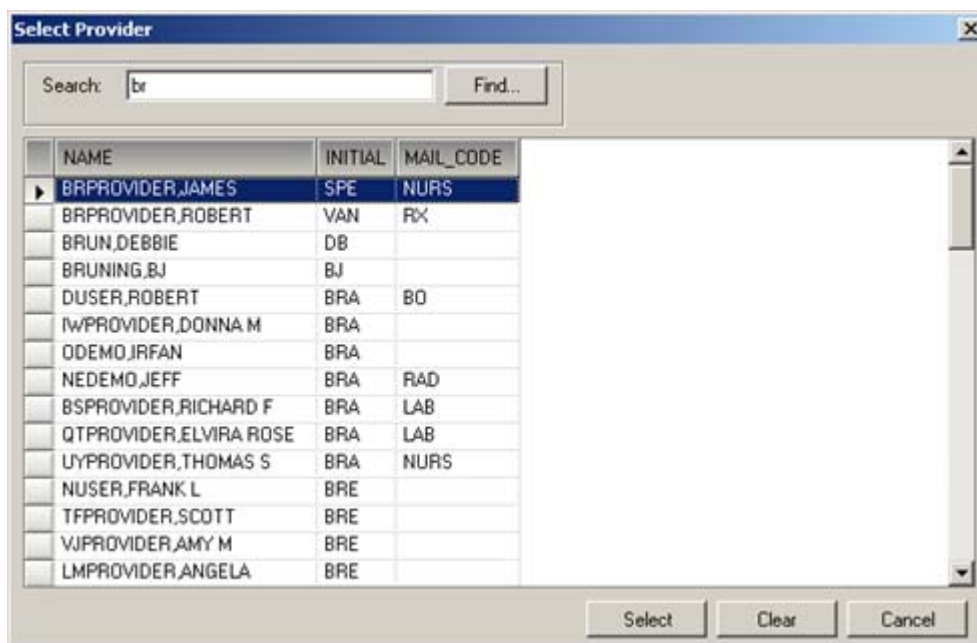 Select Provider
Search: br Find...
NAME INITIAL MAIL_CODE
BRPROVIDER,JAMES SPE NURS
BRPROVIDER,ROBERT VAN RX
BRUN,DEBBIE DB
BRUNING,BJ BJ
DUSER,ROBERT BRA BO
IWPROVIDER,DONNA M BRA
ODEMO,IRFAN BRA
NEDEMO,JEFF BRA RAD
BSPROVIDER,RICHARD F BRA LAB
QTPROVIDER,ELVIRA ROSE BRA LAB
UYPROVIDER,THOMAS S BRA NURS
NUSER,FRANK L BRE
TFPROVIDER,SCOTT BRE
VJPROVIDER,AMY M BRE
LMPROVIDER,ANGELA BRE
Select Clear Cancel